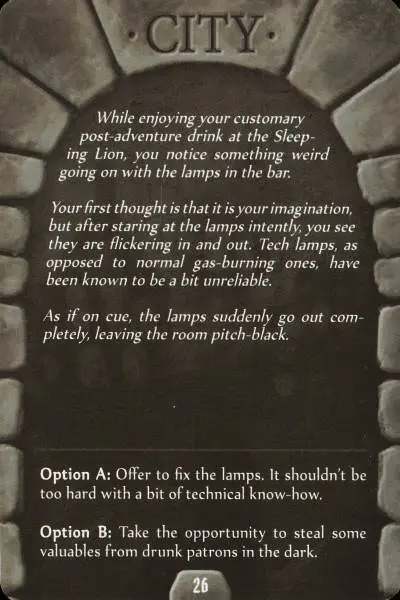 · CITY ·
While enjoying your customary
post-adventure drink at the Sleep-
ing Lion, you notice something weird
going on with the lamps in the bar.
Your first thought is that it is your imagination,
but after staring at the lamps intently, you see
they are flickering in and out. Tech lamps, as
opposed to normal gas-burning ones, have
been known to be a bit unreliable.
As if on cue, the lamps suddenly go out com-
pletely, leaving the room pitch-black.
Option A: Offer to fix the lamps. It shouldn't be
too hard with a bit of technical know-how.
Option B: Take the opportunity to steal some
valuables from drunk patrons in the dark.
26